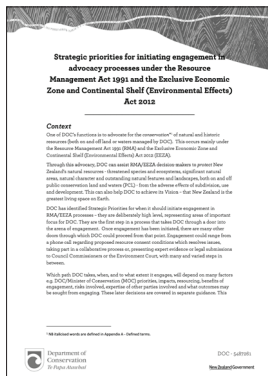 Strategic priorities for initiating engagement in
advocacy processes under the Resource
Management Act 1991 and the Exclusive Economic
Zone and Continental Shelf (Environmental Effects)
Act 2012
Context
One of DOC's functions is to advocate for the conservation¹ of natural and historic
resources (both on and off land or waters managed by DOC). This occurs mainly under
the Resource Management Act 1991 (RMA) and the Exclusive Economic Zone and
Continental Shelf (Environmental Effects) Act 2012 (EEZA).
Through this advocacy, DOC can assist RMA/EEZA decision-makers to protect New
Zealand's natural resources - threatened species and ecosystems, significant natural
areas, natural character and outstanding natural features and landscapes, both on and off
public conservation land and waters (PCL) - from the adverse effects of subdivision, use
and development. This can also help DOC to achieve its Vision - that New Zealand is the
greatest living space on Earth.
DOC has identified Strategic Priorities for when it should initiate engagement in
RMA/EEZA processes - they are deliberately high level, representing areas of important
focus for DOC. They are the first step in a process that takes DOC through a door into
the arena of engagement. Once engagement has been initiated, there are many other
doors through which DOC could proceed from that point. Engagement could range from
a phone call regarding proposed resource consent conditions which resolves issues,
taking part in a collaborative process or, presenting expert evidence or legal submissions
to Council Commissioners or the Environment Court, with many and varied steps in
between.
Which path DOC takes, when, and to what extent it engages, will depend on many factors
e.g. DOC/Minister of Conservation (MOC) priorities, impacts, resourcing, benefits of
engagement, risks involved, expertise of other parties involved and what outcomes may
be sought from engaging. These later decisions are covered in separate guidance. This
¹ NB italicised words are defined in Appendix A - Defined terms.
Department of
Conservation
Te Papa Atawhai
DOC -
New Zealand Government